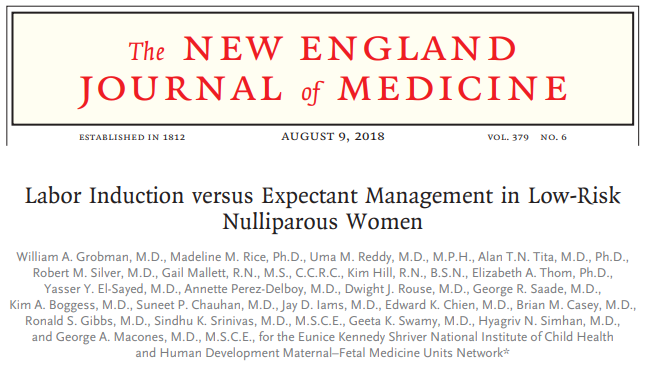 The NEW ENGLAND
JOURNAL of MEDICINE
ESTABLISHED IN 1812 AUGUST 9, 2018 VOL. 379 NO. 6
Labor Induction versus Expectant Management in Low-Risk
Nulliparous Women
William A. Grobman, M.D., Madeline M. Rice, Ph.D., Uma M. Reddy, M.D., M.P.H., Alan T.N. Tita, M.D., Ph.D.,
Robert M. Silver, M.D., Gail Mallett, R.N., M.S., C.C.R.C., Kim Hill, R.N., B.S.N., Elizabeth A. Thom, Ph.D.,
Yasser Y. El-Sayed, M.D., Annette Perez-Delboy, M.D., Dwight J. Rouse, M.D., George R. Saade, M.D.,
Kim A. Boggess, M.D., Suneet P. Chauhan, M.D., Jay D. Iams, M.D., Edward K. Chien, M.D., Brian M. Casey, M.D.,
Ronald S. Gibbs, M.D., Sindhu K. Srinivas, M.D., M.S.C.E., Geeta K. Swamy, M.D., Hyagriv N. Simhan, M.D.,
and George A. Macones, M.D., M.S.C.E., for the Eunice Kennedy Shriver National Institute of Child Health
and Human Development Maternal–Fetal Medicine Units Network*